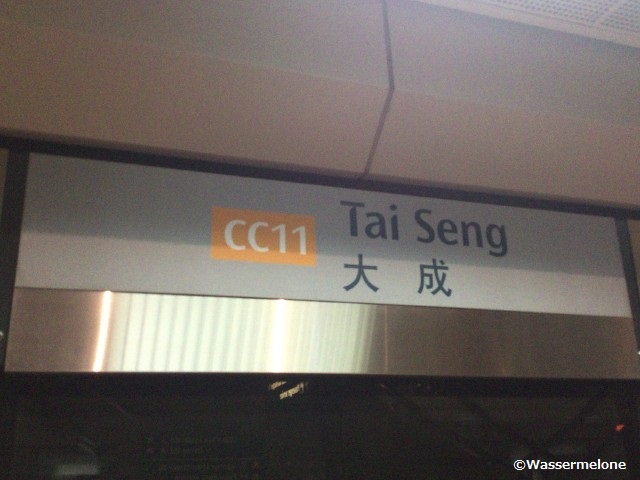 CC11
Tai Seng
大成
©Wassermelone